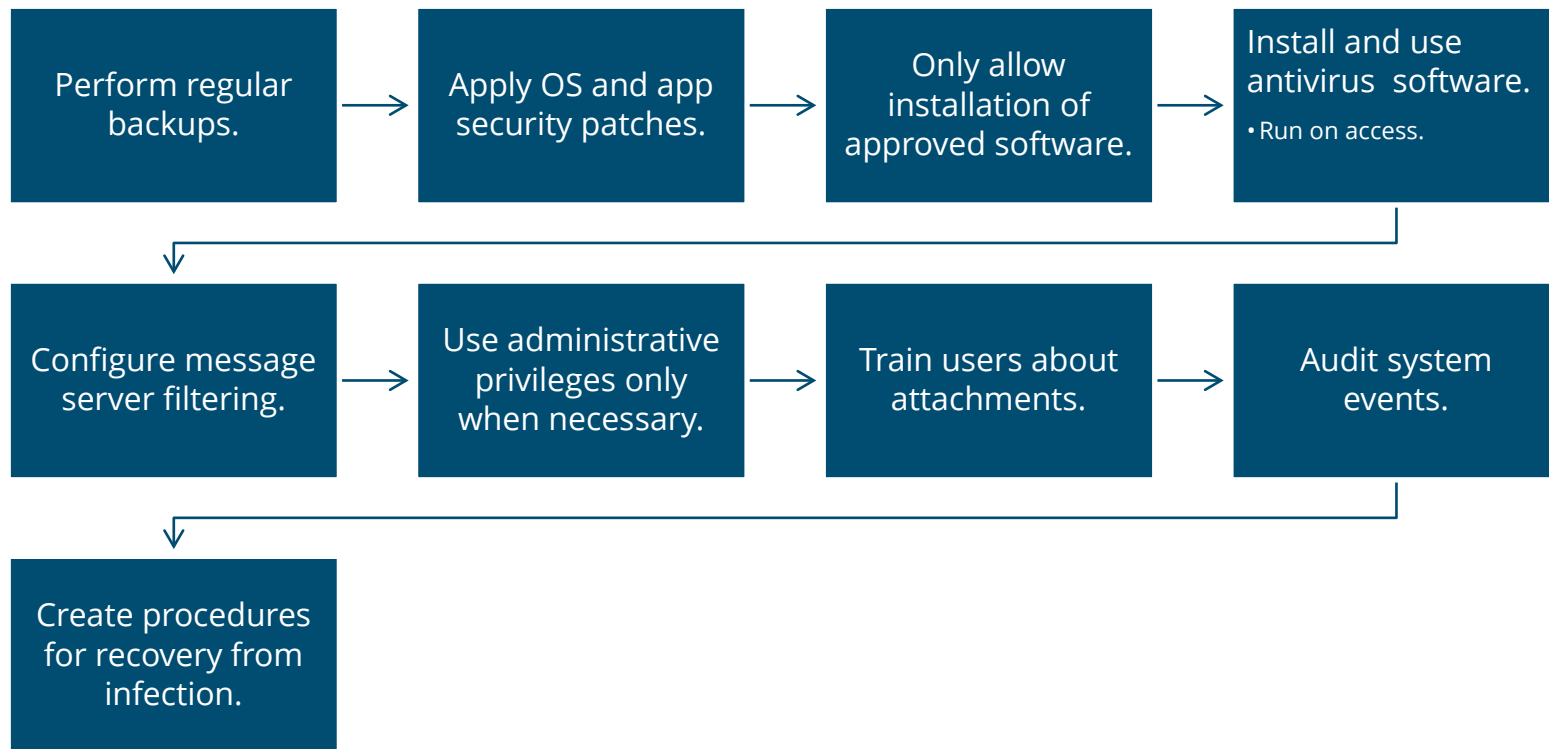 Perform regular
backups.
Apply OS and app
security patches.
Only allow
installation of
approved software.
Install and use
antivirus  software.
• Run on access.
Configure message
server filtering.
Use administrative
privileges only
when necessary.
Train users about
attachments.
Audit system
events.
Create procedures
for recovery from
infection.